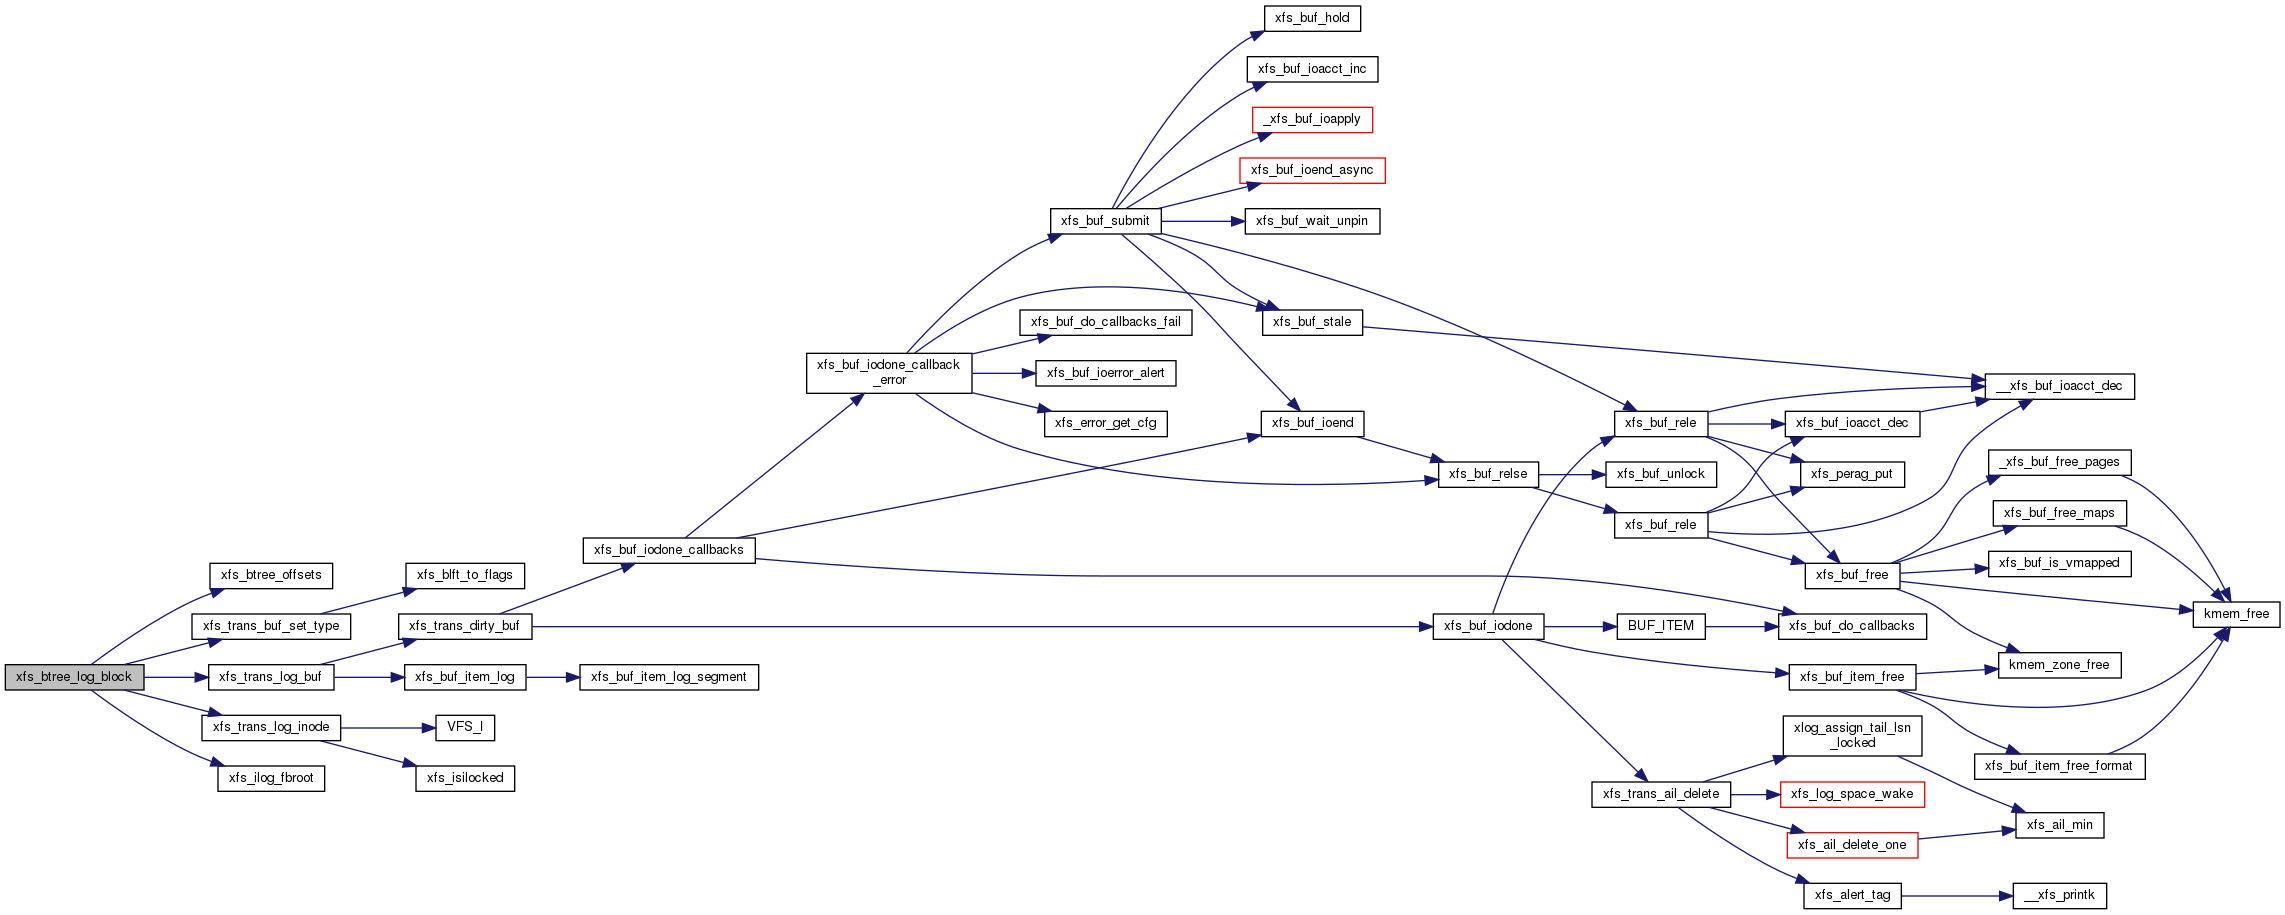 xfs_buf_hold
xfs_buf_ioacct_inc
_xfs_buf_ioapply
xfs_buf_ioend_async
xfs_buf_submit
xfs_buf_wait_unpin
xfs_buf_do_callbacks_fail
xfs_buf_stale
xfs_buf_iodone_callback
_error
xfs_buf_ioerror_alert
__xfs_buf_ioacct_dec
xfs_error_get_cfg
xfs_buf_ioend
xfs_buf_rele
xfs_buf_ioacct_dec
xfs_buf_relse
xfs_buf_unlock
xfs_perag_put
_xfs_buf_free_pages
xfs_buf_rele
xfs_buf_free_maps
xfs_buf_iodone_callbacks
xfs_buf_is_vmapped
xfs_btree_offsets
xfs_blft_to_flags
xfs_buf_free
kmem_free
xfs_trans_buf_set_type
xfs_trans_dirty_buf
xfs_buf_iodone
BUF_ITEM
xfs_buf_do_callbacks
kmem_zone_free
xfs_btree_log_block
xfs_trans_log_buf
xfs_buf_item_log
xfs_buf_item_log_segment
xfs_buf_item_free
xfs_trans_log_inode
VFS_I
xlog_assign_tail_lsn
_locked
xfs_buf_item_free_format
xfs_ilog_fbroot
xfs_isilocked
xfs_trans_ail_delete
xfs_log_space_wake
xfs_ail_min
xfs_ail_delete_one
xfs_alert_tag
__xfs_printk